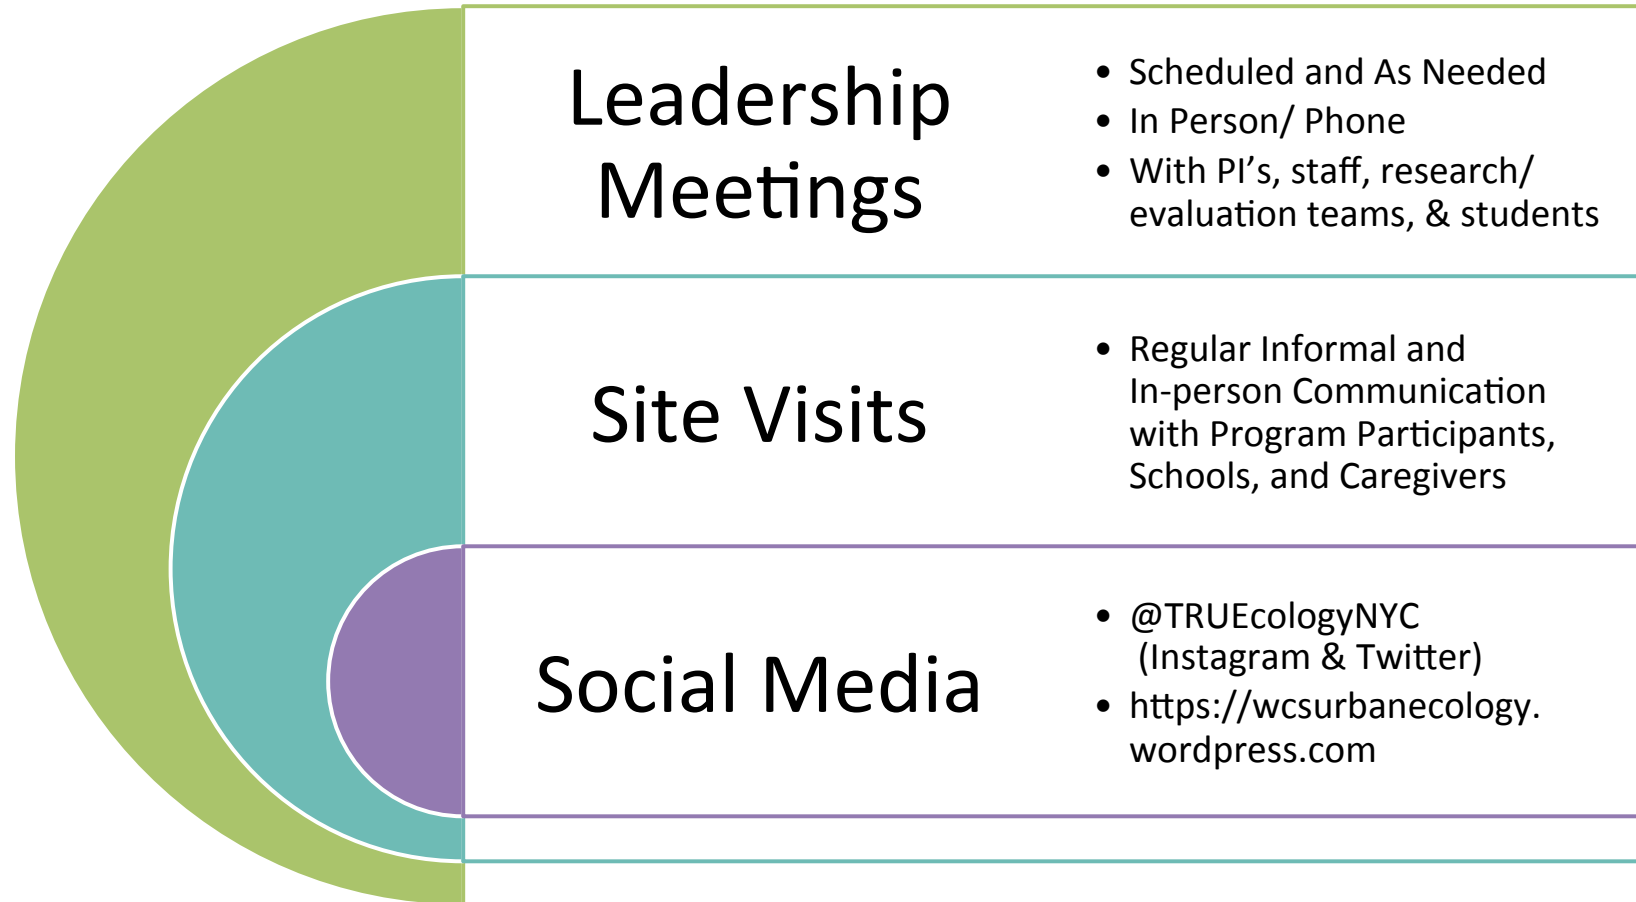 Leadership
Meetings
• Scheduled and As Needed
• In Person/ Phone
• With PI’s, staff, research/
evaluation teams, & students
Site Visits
• Regular Informal and
In-person Communication
with Program Participants,
Schools, and Caregivers
Social Media
• @TRUEcologyNYC
(Instagram & Twitter)
• https://wcsurbanecology.
wordpress.com